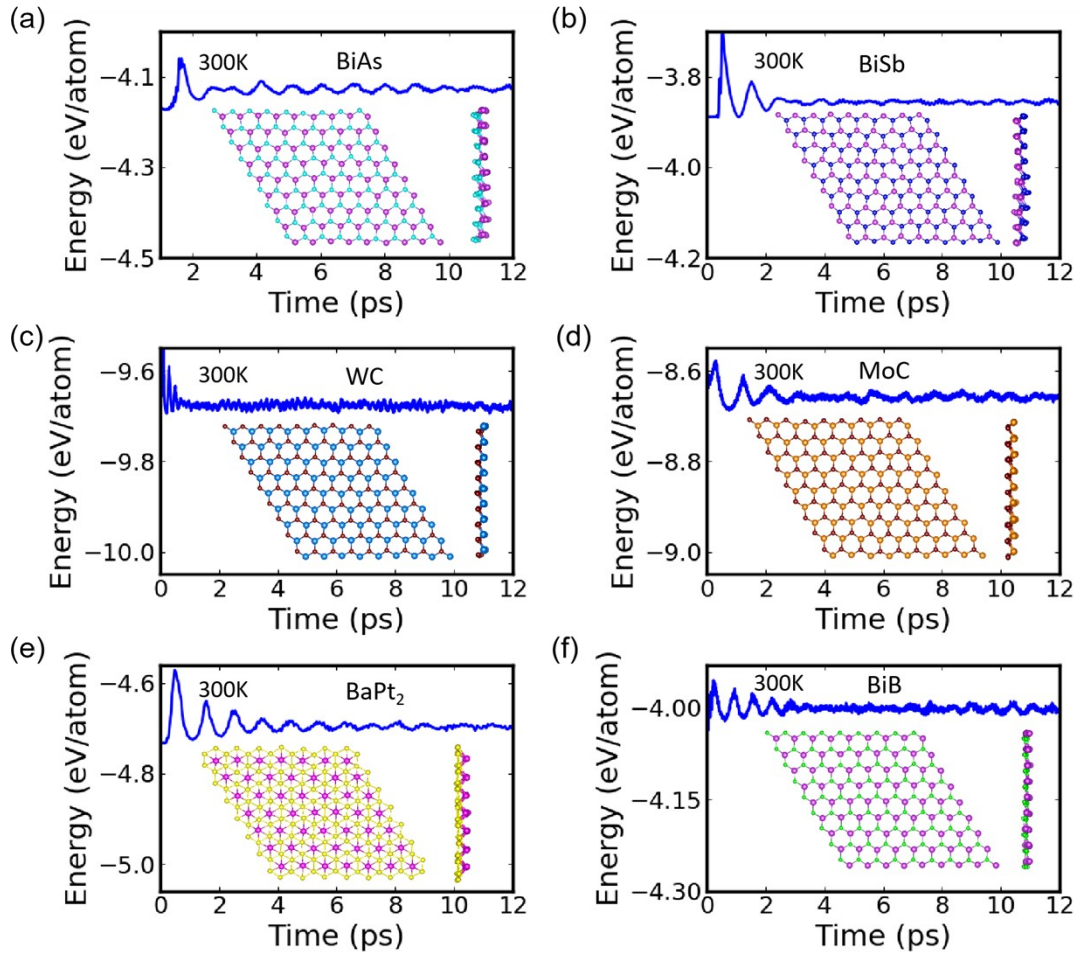 (a)
Energy (eV/atom)
−4.1
−4.3
−4.5
300K
BiAs
2 4 6 8 10 12
Time (ps)
(b)
Energy (eV/atom)
−3.8
−4.0
−4.2
300K
BiSb
0 2 4 6 8 10 12
Time (ps)
(c)
Energy (eV/atom)
−9.6
−9.8
−10.0
300K
WC
0 2 4 6 8 10 12
Time (ps)
(d)
Energy (eV/atom)
−8.6
−8.8
−9.0
300K
MoC
0 2 4 6 8 10 12
Time (ps)
(e)
Energy (eV/atom)
−4.6
−4.8
−5.0
300K
BaPt₂
0 2 4 6 8 10 12
Time (ps)
(f)
Energy (eV/atom)
−4.00
−4.15
−4.30
300K
BiB
0 2 4 6 8 10 12
Time (ps)